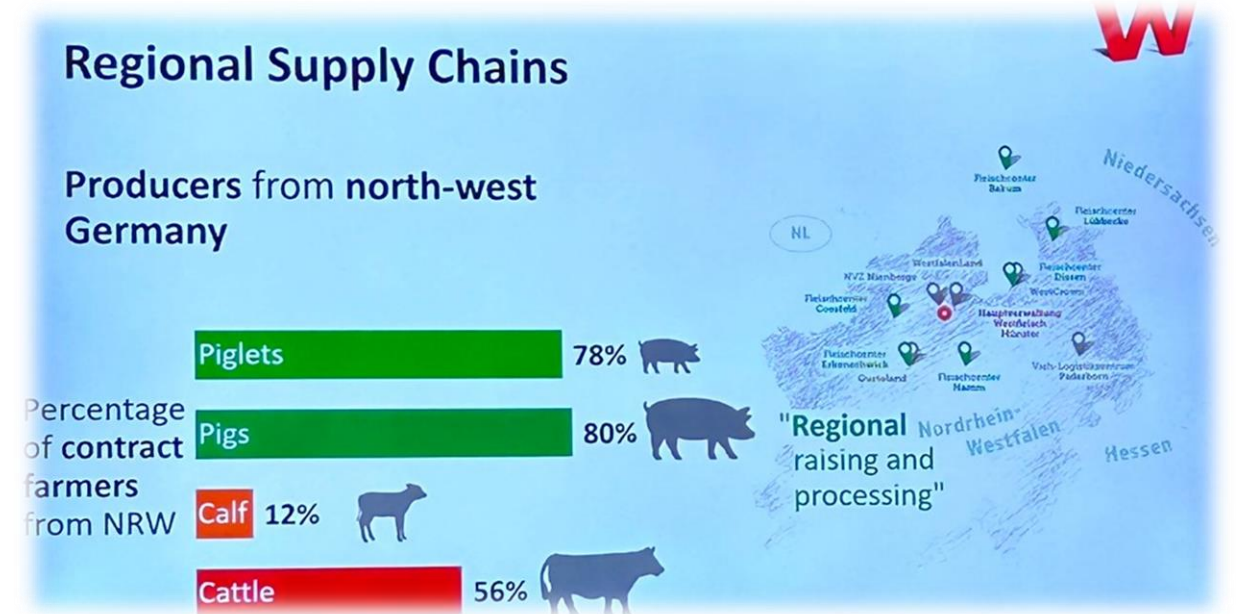 W
Regional Supply Chains
Producers from north-west
Germany
Percentage
of contract
farmers
from NRW
Piglets
78%
Pigs
80%
Calf
12%
Cattle
56%
NL
Niedersachsen
Fleischcenter
Bakum
Fleischcenter
Lübbecke
Fleischcenter
Dissen
WestCrown
Westfalenland
NVZ Nienberge
Fleischcenter
Coesfeld
Hauptverwaltung
Westfleisch
Münster
Fleischcenter
Erkenschwick
Gustoland
Fleischcenter
Hamm
Paderborn
Nordrhein-
Westfalen
Hessen
"Regional
raising and
processing"